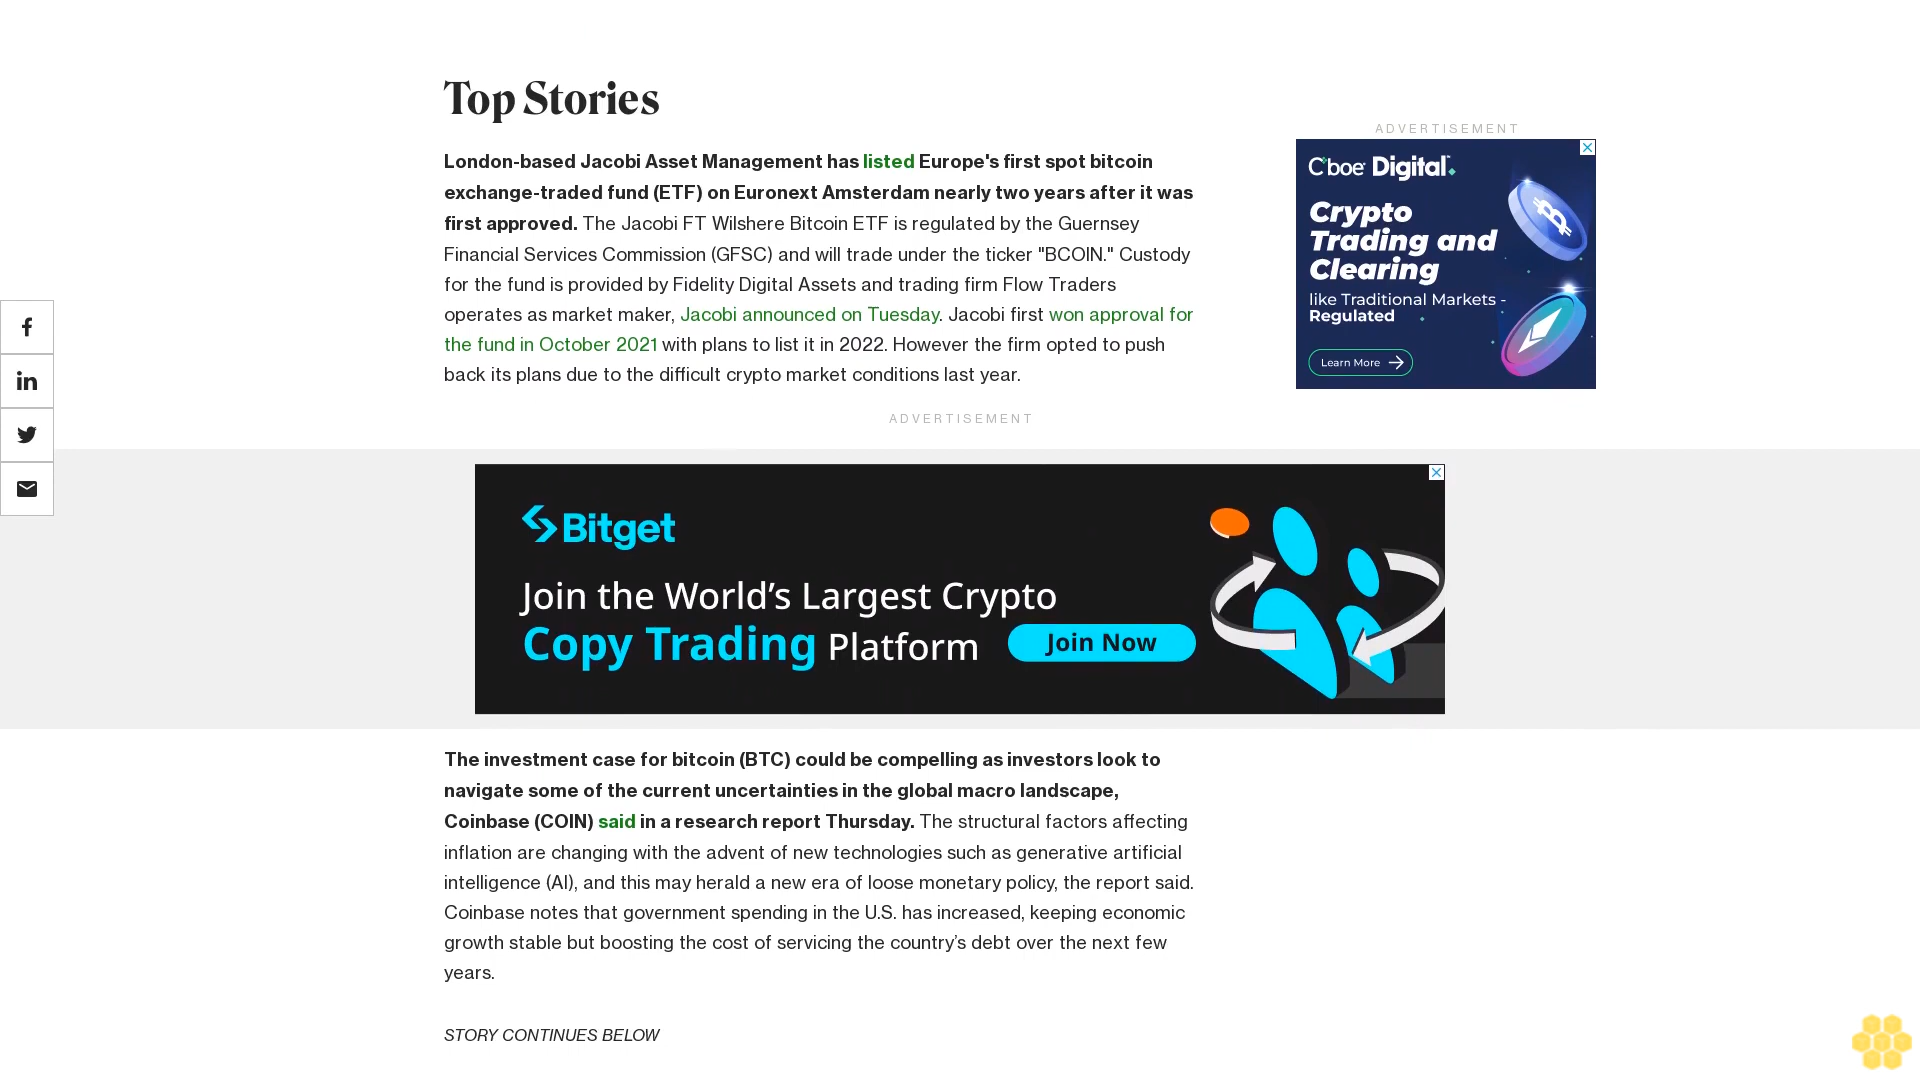 Top Stories
ADVERTISEMENT
London-based Jacobi Asset Management has listed Europe's first spot bitcoin
exchange-traded fund (ETF) on Euronext Amsterdam nearly two years after it was
first approved. The Jacobi FT Wilshere Bitcoin ETF is regulated by the Guernsey
Financial Services Commission (GFSC) and will trade under the ticker "BCOIN." Custody
for the fund is provided by Fidelity Digital Assets and trading firm Flow Traders
operates as market maker, Jacobi announced on Tuesday. Jacobi first won approval for
the fund in October 2021 with plans to list it in 2022. However the firm opted to push
back its plans due to the difficult crypto market conditions last year.
Cboe Digital
Crypto
Trading and
Clearing
like Traditional Markets -
Regulated
Learn More
ADVERTISEMENT
Bitget
Join the World's Largest Crypto
Copy Trading Platform
Join Now
The investment case for bitcoin (BTC) could be compelling as investors look to
navigate some of the current uncertainties in the global macro landscape,
Coinbase (COIN) said in a research report Thursday. The structural factors affecting
inflation are changing with the advent of new technologies such as generative artificial
intelligence (AI), and this may herald a new era of loose monetary policy, the report said.
Coinbase notes that government spending in the U.S. has increased, keeping economic
growth stable but boosting the cost of servicing the country’s debt over the next few
years.
STORY CONTINUES BELOW